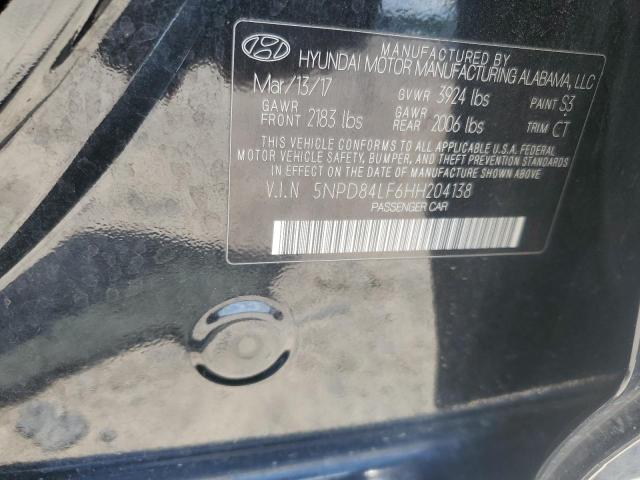 MANUFACTURED BY
HYUNDAI MOTOR MANUFACTURING ALABAMA, LLC
Mar/13/17 GVWR 3924 lbs PAINT S3
GAWR FRONT 2183 lbs GAWR REAR 2006 lbs TRIM CT
THIS VEHICLE CONFORMS TO ALL APPLICABLE U.S.A. FEDERAL
MOTOR VEHICLE SAFETY, BUMPER, AND THEFT PREVENTION STANDARDS
IN EFFECT ON THE DATE OF MANUFACTURE SHOWN ABOVE
V.I.N 5NPD84LF6HH204138
PASSENGER CAR